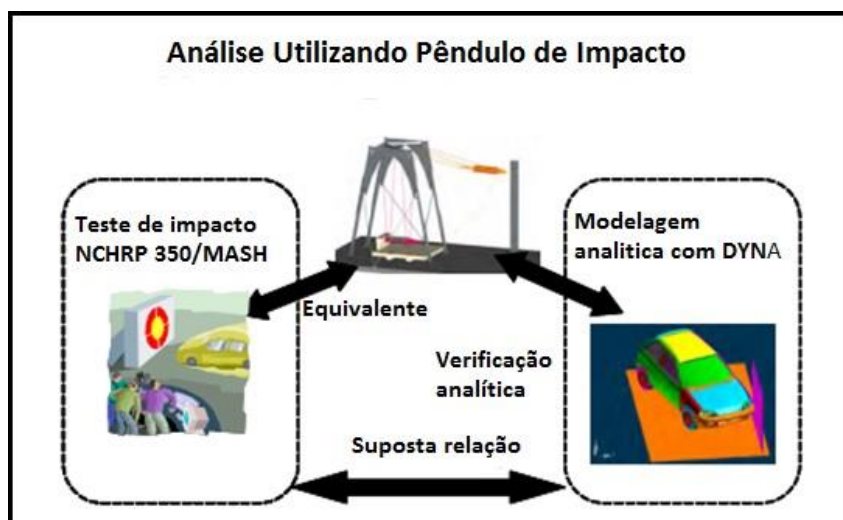 Análise Utilizando Pêndulo de Impacto
Teste de impacto
NCHRP 350/MASH
Modelagem
analitica com DYNA
Equivalente
Verificação
analítica
Suposta relação